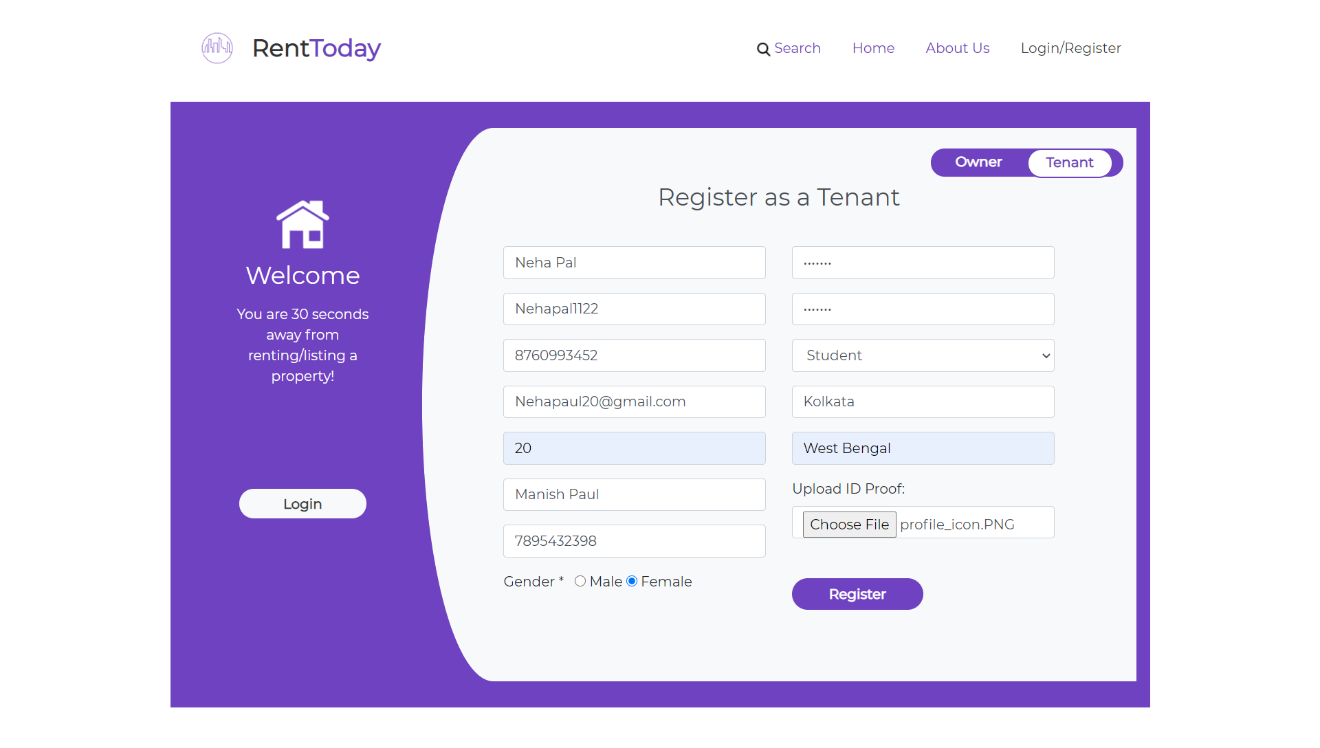 RentToday
Search Home About Us Login/Register
Owner Tenant
Register as a Tenant
Welcome
You are 30 seconds
away from
renting/listing a
property!
Login
Neha Pal
Nehapal1122
8760993452
Nehapaul20@gmail.com
20
Manish Paul
7895432398
Gender * Male Female
•••••••
•••••••
Student
Kolkata
West Bengal
Upload ID Proof:
Choose File profile_icon.PNG
Register